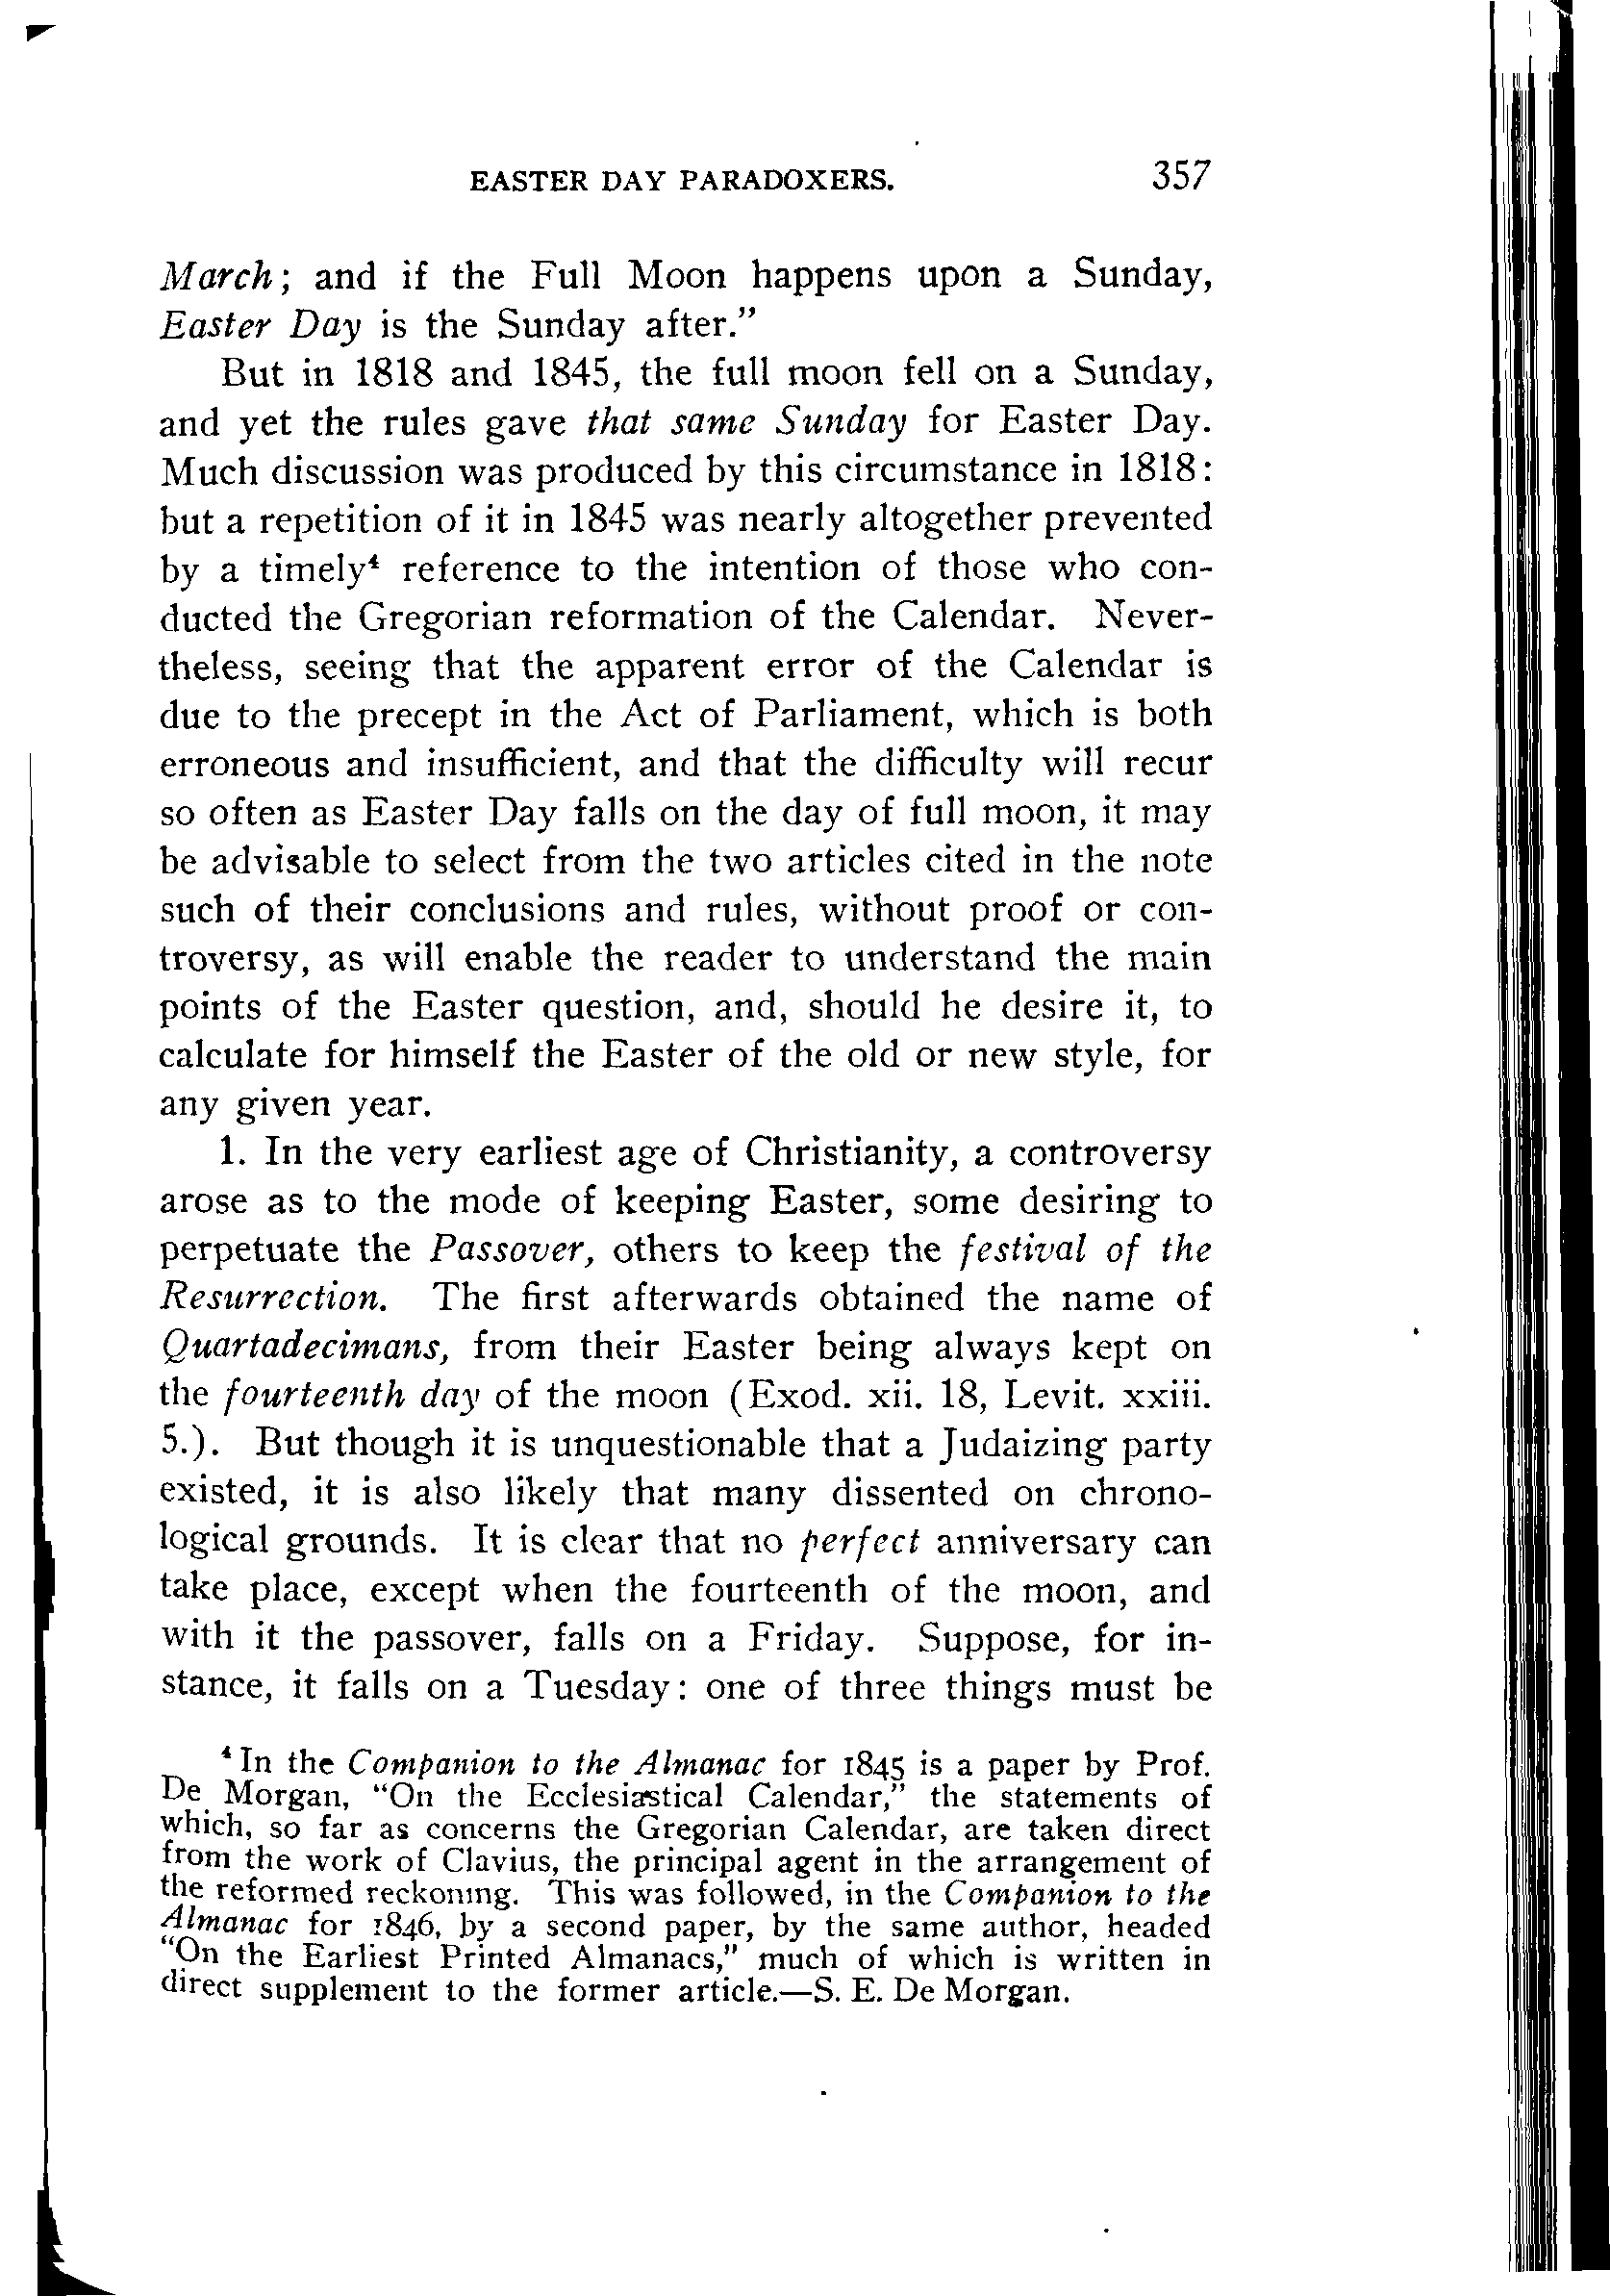 EASTER DAY PARADOXERS. 357
March; and if the Full Moon happens upon a Sunday,
Easter Day is the Sunday after.”
But in 1818 and 1845, the full moon fell on a Sunday,
and yet the rules gave that same Sunday for Easter Day.
Much discussion was produced by this circumstance in 1818:
but a repetition of it in 1845 was nearly altogether prevented
by a timely⁴ reference to the intention of those who con-
ducted the Gregorian reformation of the Calendar. Never-
theless, seeing that the apparent error of the Calendar is
due to the precept in the Act of Parliament, which is both
erroneous and insufficient, and that the difficulty will recur
so often as Easter Day falls on the day of full moon, it may
be advisable to select from the two articles cited in the note
such of their conclusions and rules, without proof or con-
troversy, as will enable the reader to understand the main
points of the Easter question, and, should he desire it, to
calculate for himself the Easter of the old or new style, for
any given year.
1. In the very earliest age of Christianity, a controversy
arose as to the mode of keeping Easter, some desiring to
perpetuate the Passover, others to keep the festival of the
Resurrection. The first afterwards obtained the name of
Quartadecimans, from their Easter being always kept on
the fourteenth day of the moon (Exod. xii. 18, Levit. xxiii.
5.). But though it is unquestionable that a Judaizing party
existed, it is also likely that many dissented on chrono-
logical grounds. It is clear that no perfect anniversary can
take place, except when the fourteenth of the moon, and
with it the passover, falls on a Friday. Suppose, for in-
stance, it falls on a Tuesday: one of three things must be
⁴ In the Companion to the Almanac for 1845 is a paper by Prof.
De Morgan, “On the Ecclesiastical Calendar,” the statements of
which, so far as concerns the Gregorian Calendar, are taken direct
from the work of Clavius, the principal agent in the arrangement of
the reformed reckoning. This was followed, in the Companion to the
Almanac for 1846, by a second paper, by the same author, headed
“On the Earliest Printed Almanacs,” much of which is written in
direct supplement to the former article.—S. E. De Morgan.